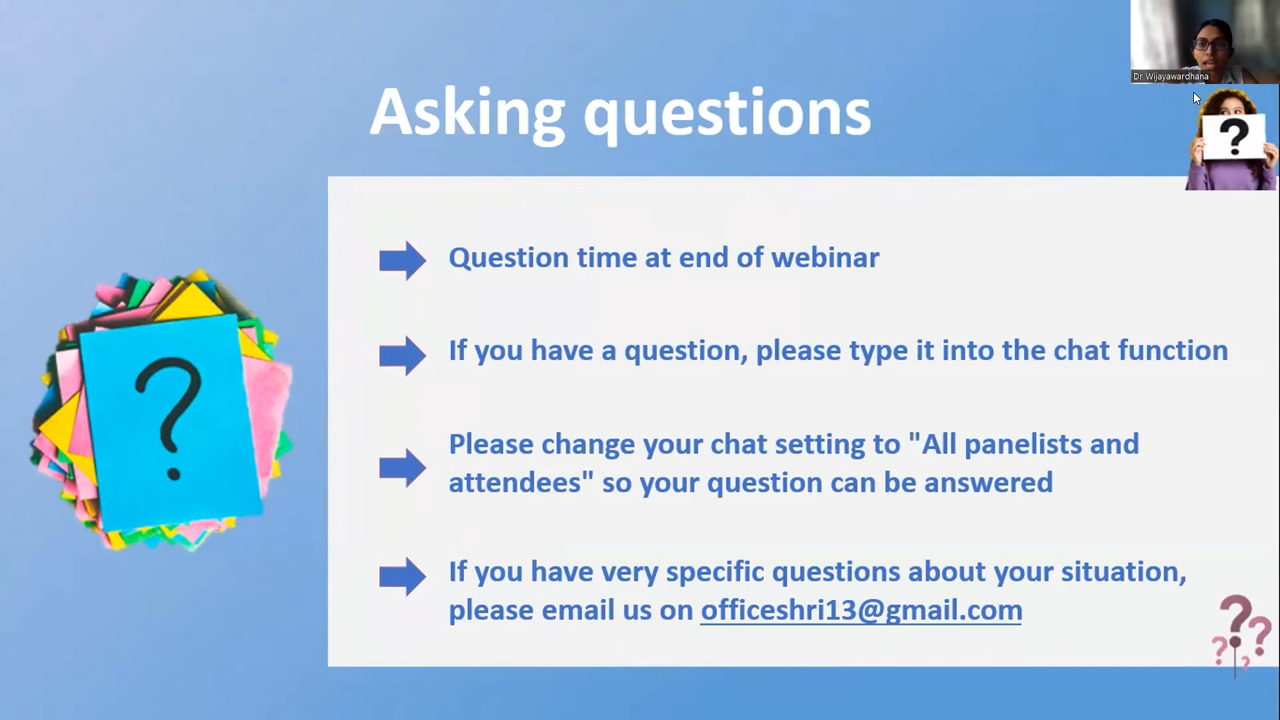 Dr Wijayawardhana
Asking questions
?
?
Question time at end of webinar
If you have a question, please type it into the chat function
Please change your chat setting to "All panelists and
attendees" so your question can be answered
If you have very specific questions about your situation,
please email us on officeshri13@gmail.com
? ? ? ?